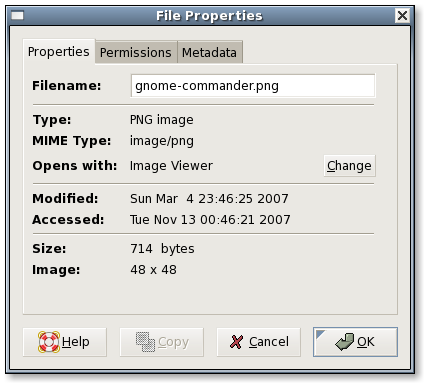 File Properties
Properties Permissions Metadata
Filename: gnome-commander.png
Type: PNG image
MIME Type: image/png
Opens with: Image Viewer Change
Modified: Sun Mar  4 23:46:25 2007
Accessed: Tue Nov 13 00:46:21 2007
Size: 714  bytes
Image: 48 x 48
Help Copy Cancel OK